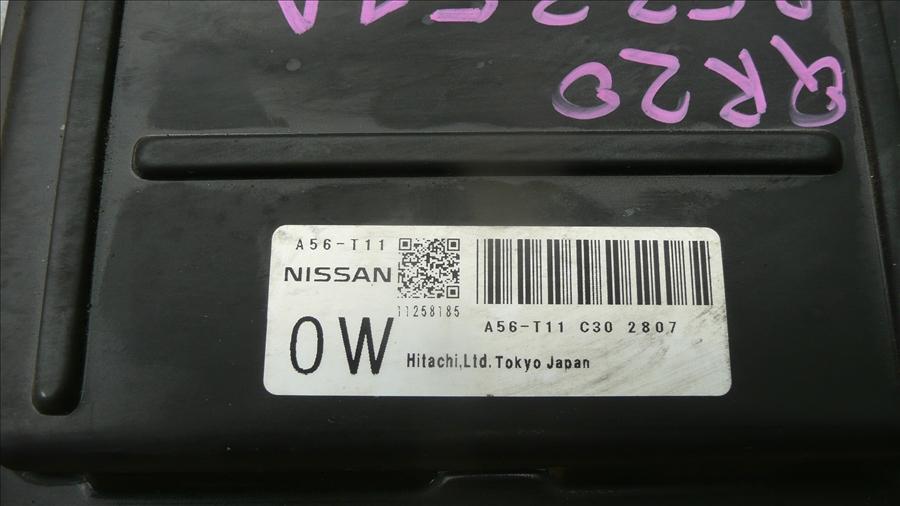 QR20
A56-T11
NISSAN
11258185
0W
A56-T11 C30 2807
Hitachi,Ltd.Tokyo Japan